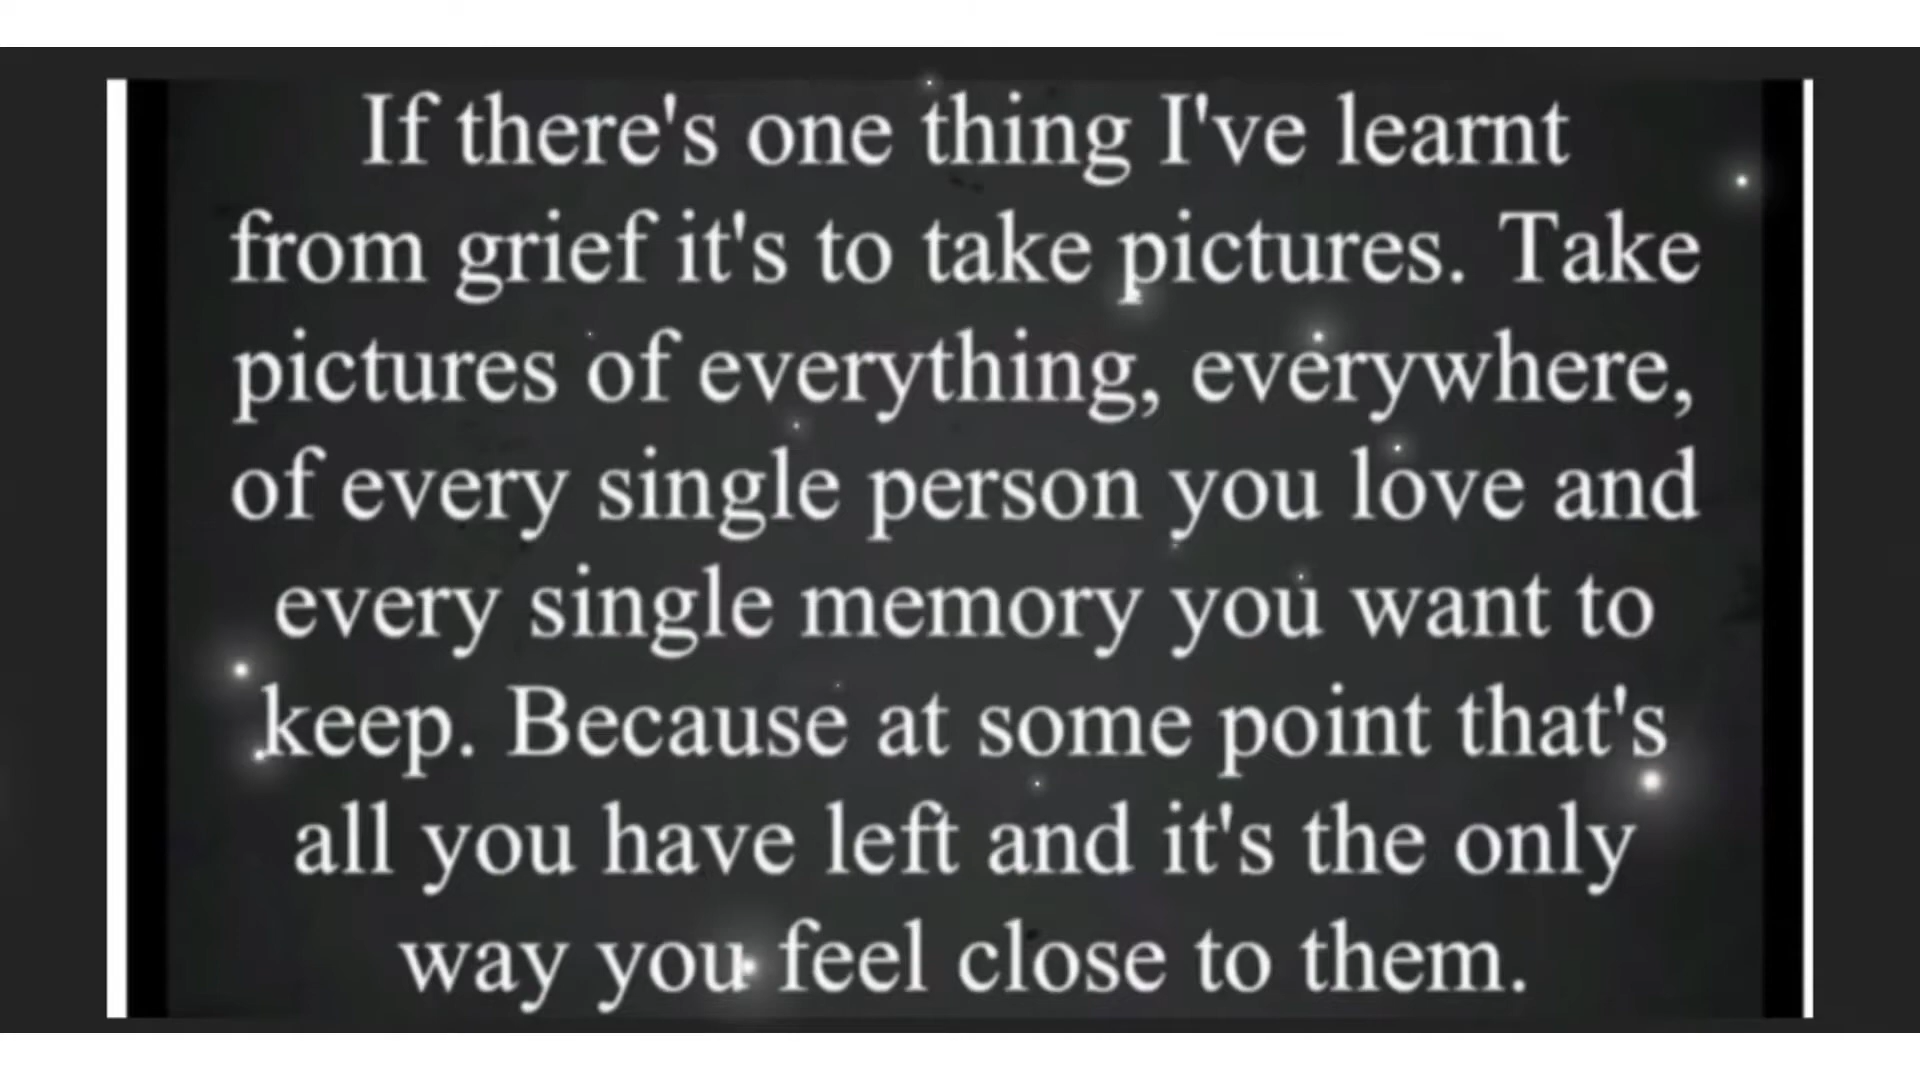 If there's one thing I've learnt
from grief it's to take pictures. Take
pictures of everything, everywhere,
of every single person you love and
every single memory you want to
keep. Because at some point that's
all you have left and it's the only
way you feel close to them.